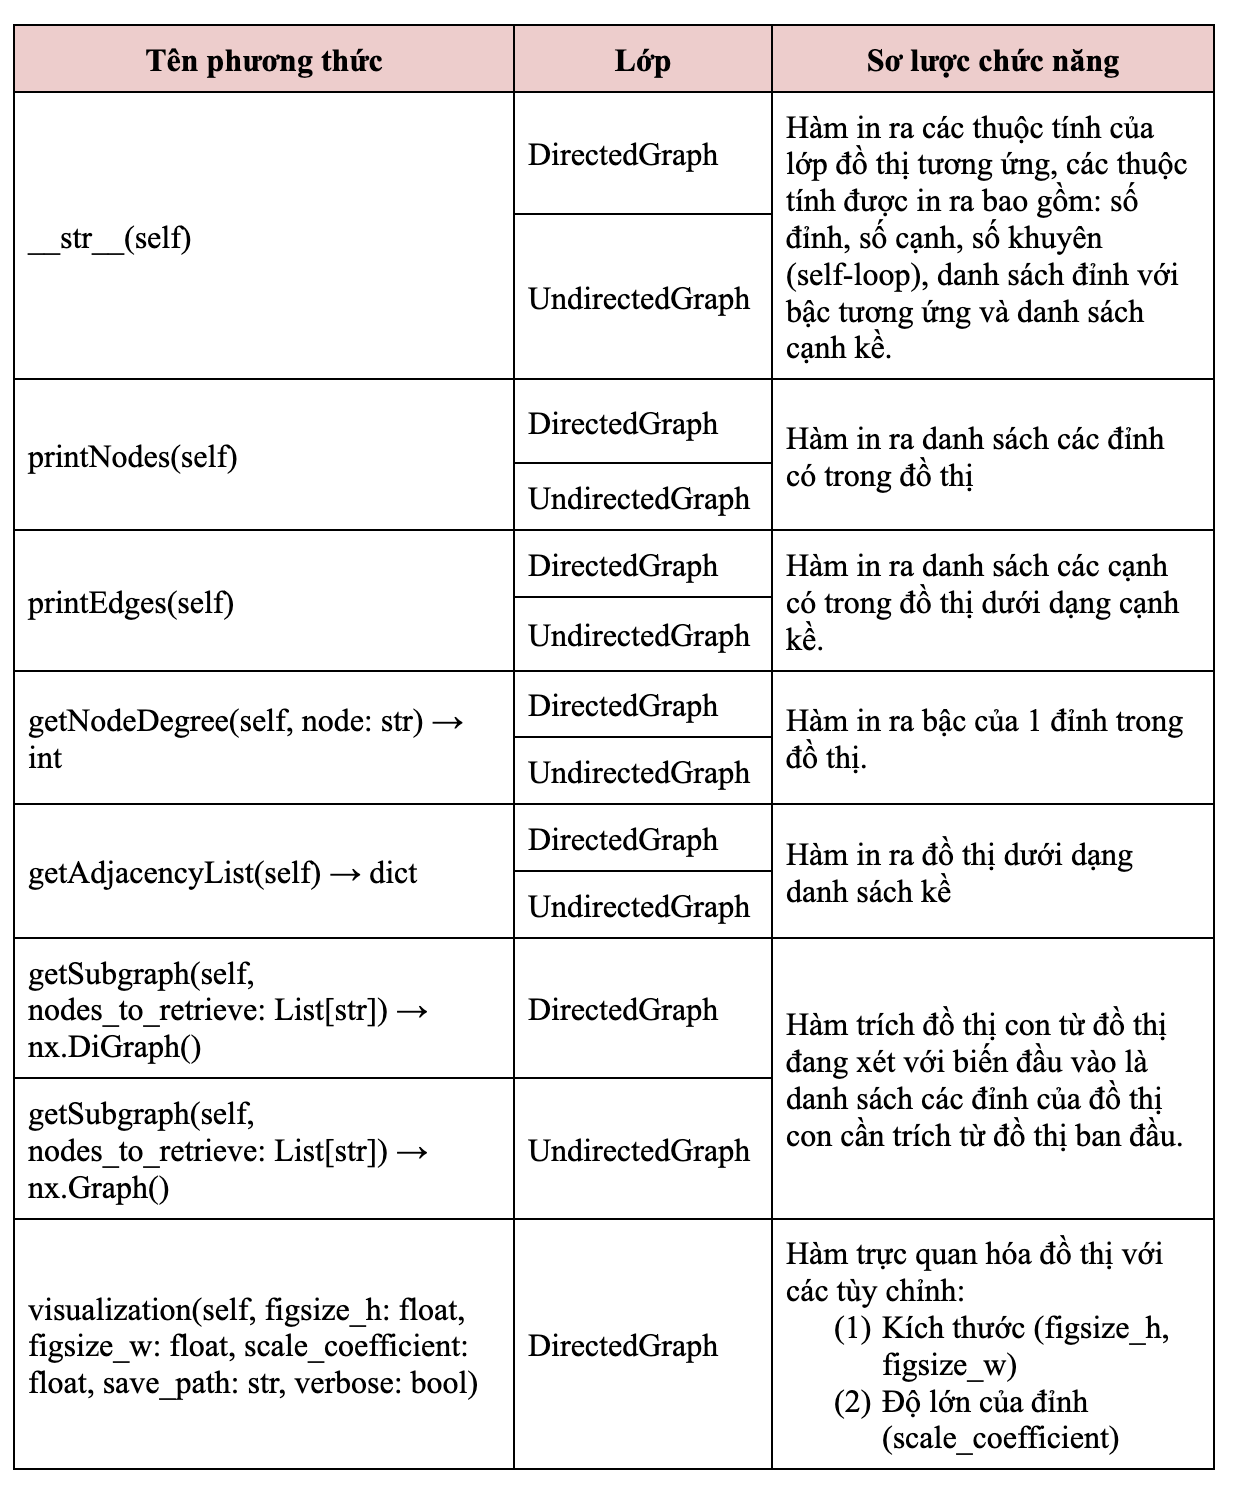 Tên phương thức
Lớp
Sơ lược chức năng
__str__(self)
DirectedGraph
UndirectedGraph
Hàm in ra các thuộc tính của
lớp đồ thị tương ứng, các thuộc
tính được in ra bao gồm: số
đỉnh, số cạnh, số khuyên
(self-loop), danh sách đỉnh với
bậc tương ứng và danh sách
cạnh kề.
printNodes(self)
DirectedGraph
UndirectedGraph
Hàm in ra danh sách các đỉnh
có trong đồ thị
printEdges(self)
DirectedGraph
UndirectedGraph
Hàm in ra danh sách các cạnh
có trong đồ thị dưới dạng cạnh
kề.
getNodeDegree(self, node: str) →
int
DirectedGraph
UndirectedGraph
Hàm in ra bậc của 1 đỉnh trong
đồ thị.
getAdjacencyList(self) → dict
DirectedGraph
UndirectedGraph
Hàm in ra đồ thị dưới dạng
danh sách kề
getSubgraph(self,
nodes_to_retrieve: List[str]) →
nx.DiGraph()
DirectedGraph
getSubgraph(self,
nodes_to_retrieve: List[str]) →
nx.Graph()
UndirectedGraph
Hàm trích đồ thị con từ đồ thị
đang xét với biến đầu vào là
danh sách các đỉnh của đồ thị
con cần trích từ đồ thị ban đầu.
visualization(self, figsize_h: float,
figsize_w: float, scale_coefficient:
float, save_path: str, verbose: bool)
DirectedGraph
Hàm trực quan hóa đồ thị với
các tùy chỉnh:
(1) Kích thước (figsize_h,
figsize_w)
(2) Độ lớn của đỉnh
(scale_coefficient)